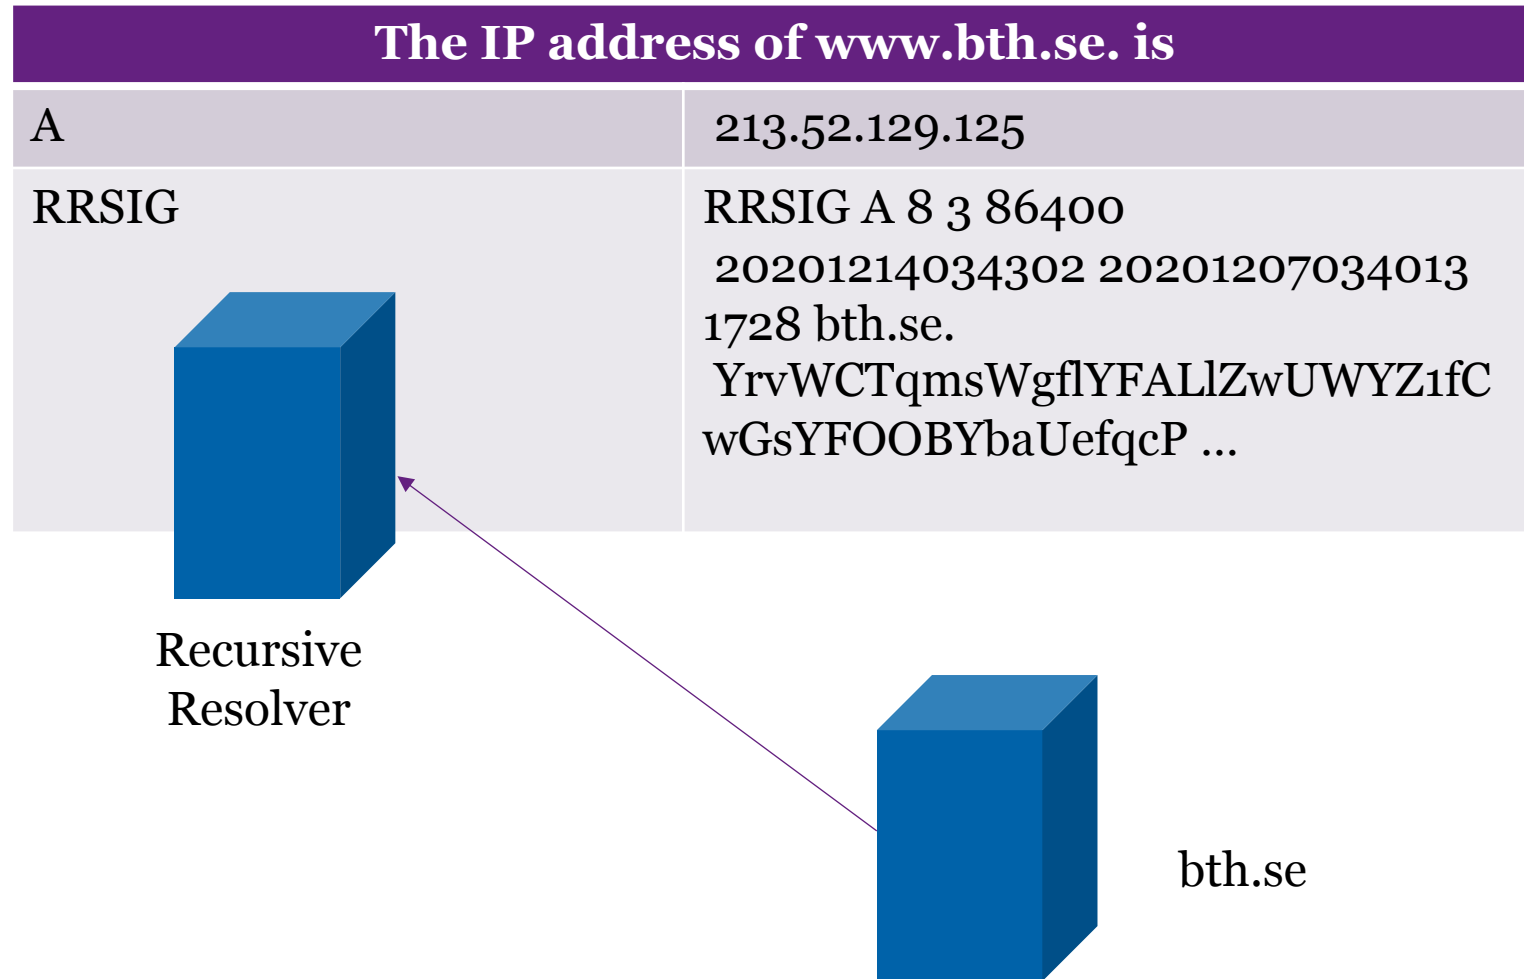 The IP address of www.bth.se. is
A
213.52.129.125
RRSIG
RRSIG A 8 3 86400
20201214034302 20201207034013
1728 bth.se.
YrvWCTqmsWgflYFALlZwUWYZ1fC
wGsYFOOBYbaUefqcP ...
Recursive
Resolver
bth.se